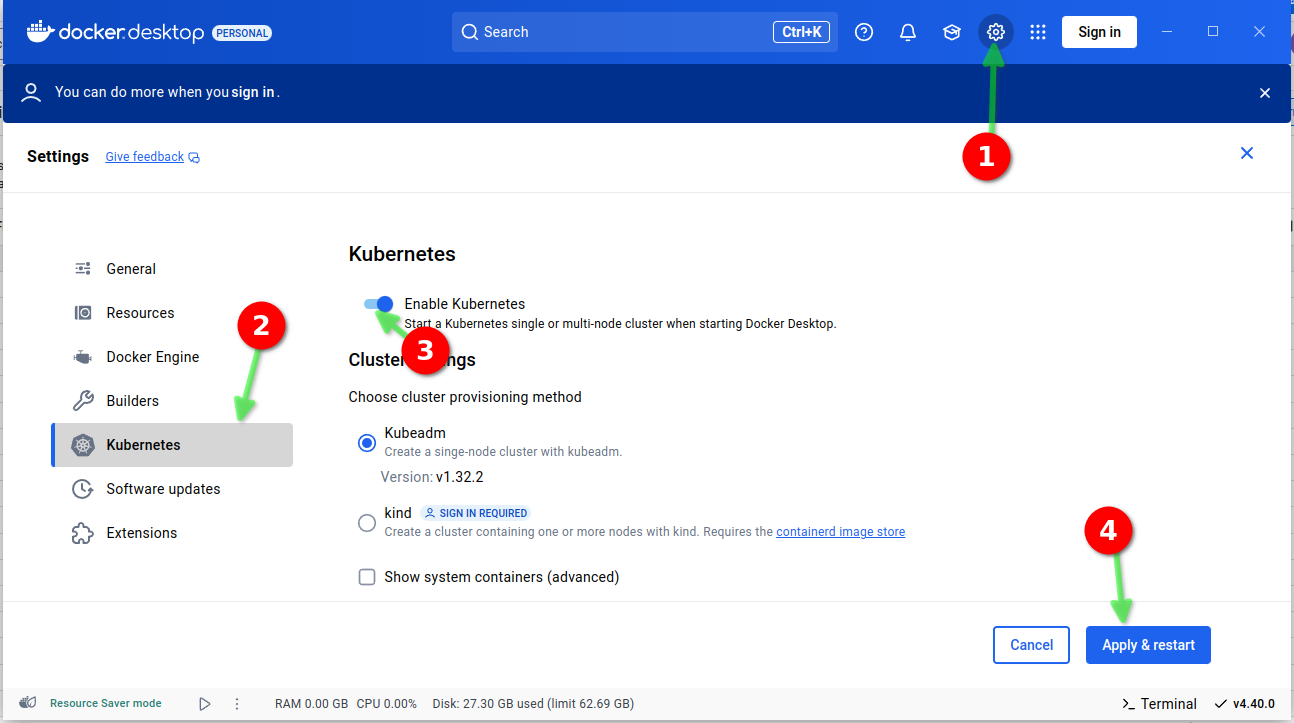 docker desktop PERSONAL
Search Ctrl+K
Sign in
You can do more when you sign in.
1
Settings Give feedback
Kubernetes
General
Enable Kubernetes
Resources
2
Start a Kubernetes single or multi-node cluster when starting Docker Desktop.
3
Docker Engine
Cluster ngs
Builders
Choose cluster provisioning method
Kubernetes
Kubeadm
Create a singe-node cluster with kubeadm.
Version: v1.32.2
Software updates
kind SIGN IN REQUIRED
Create a cluster containing one or more nodes with kind. Requires the containerd image store
Extensions
4
Show system containers (advanced)
Cancel
Apply & restart
Resource Saver mode
RAM 0.00 GB CPU 0.00% Disk: 27.30 GB used (limit 62.69 GB)
>_ Terminal
v4.40.0